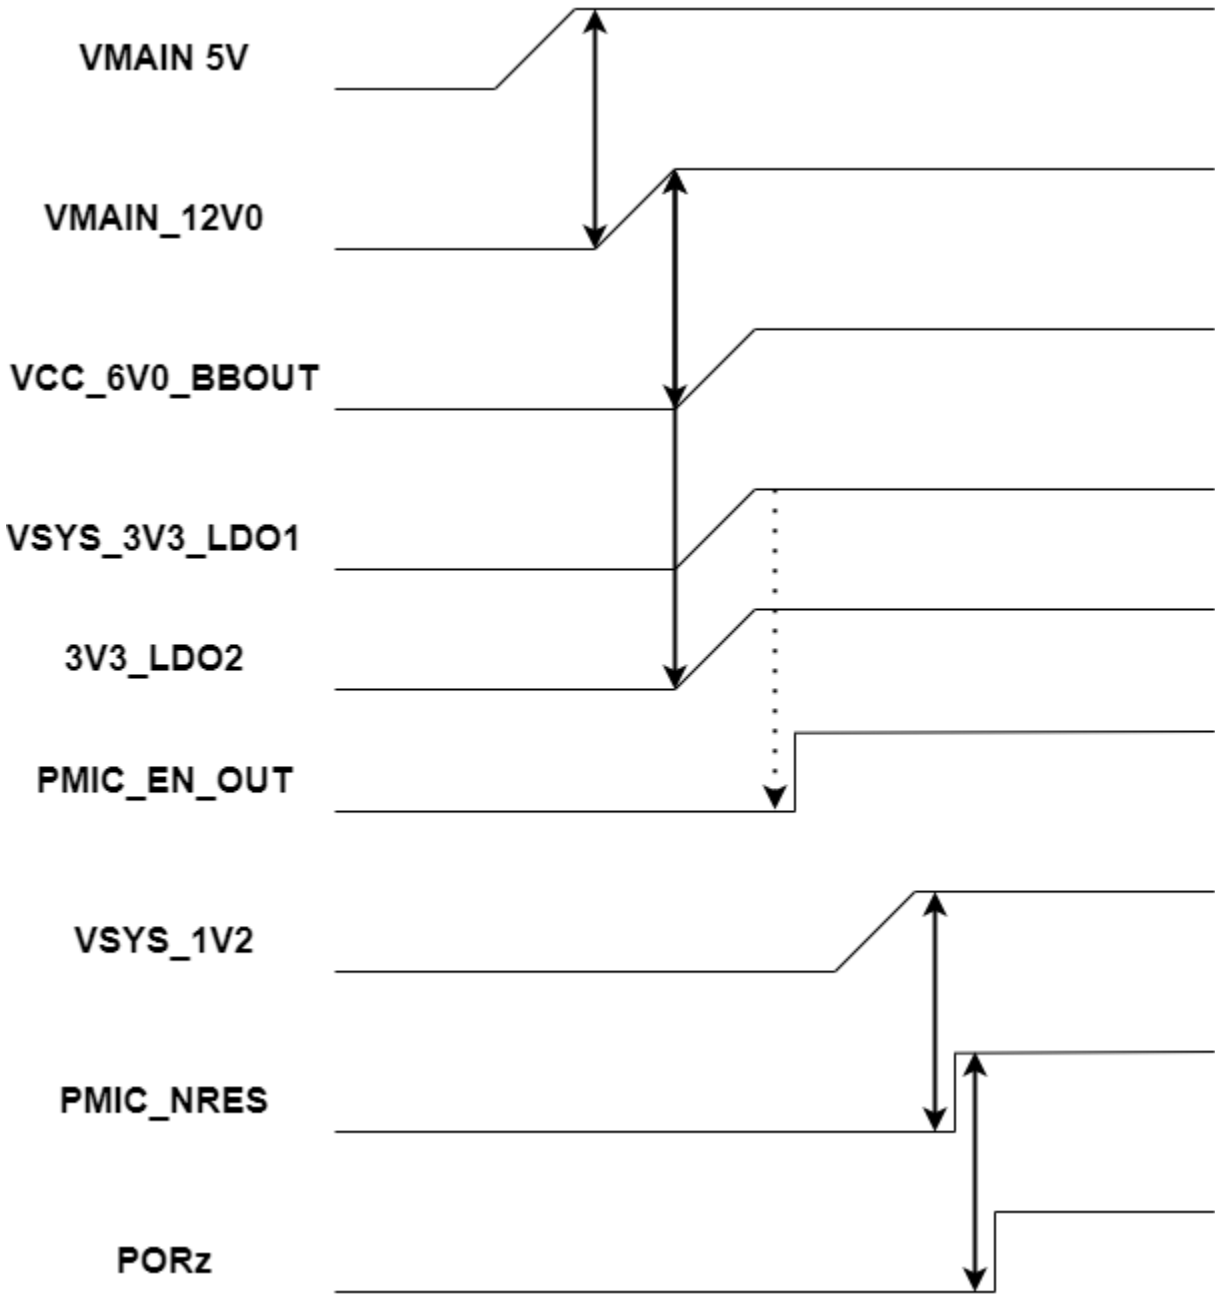 VMAIN 5V
VMAIN_12V0
VCC_6V0_BBOUT
VSYS_3V3_LDO1
3V3_LDO2
PMIC_EN_OUT
VSYS_1V2
PMIC_NRES
PORz